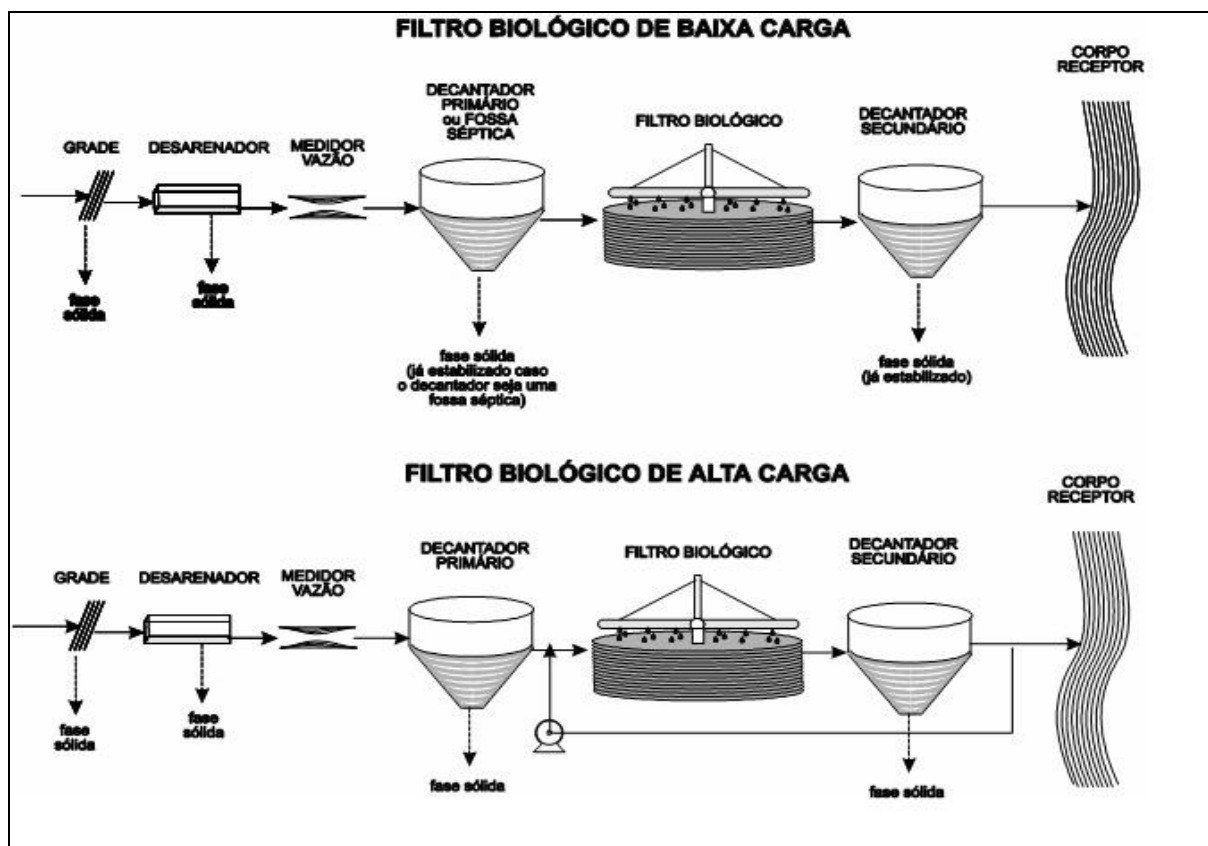 FILTRO BIOLÓGICO DE BAIXA CARGA
CORPO
RECEPTOR
DECANTADOR
PRIMÁRIO
ou FOSSA
SÉPTICA
FILTRO BIOLÓGICO
DECANTADOR
SECUNDÁRIO
GRADE
DESARENADOR
MEDIDOR
VAZÃO
fase
sólida
fase
sólida
fase sólida
(já estabilizado caso
o decantador seja uma
fossa séptica)
fase sólida
(já estabilizado)
FILTRO BIOLÓGICO DE ALTA CARGA
CORPO
RECEPTOR
DECANTADOR
PRIMÁRIO
FILTRO BIOLÓGICO
DECANTADOR
SECUNDÁRIO
GRADE
DESARENADOR
MEDIDOR
VAZÃO
fase
sólida
fase
sólida
fase sólida
fase sólida